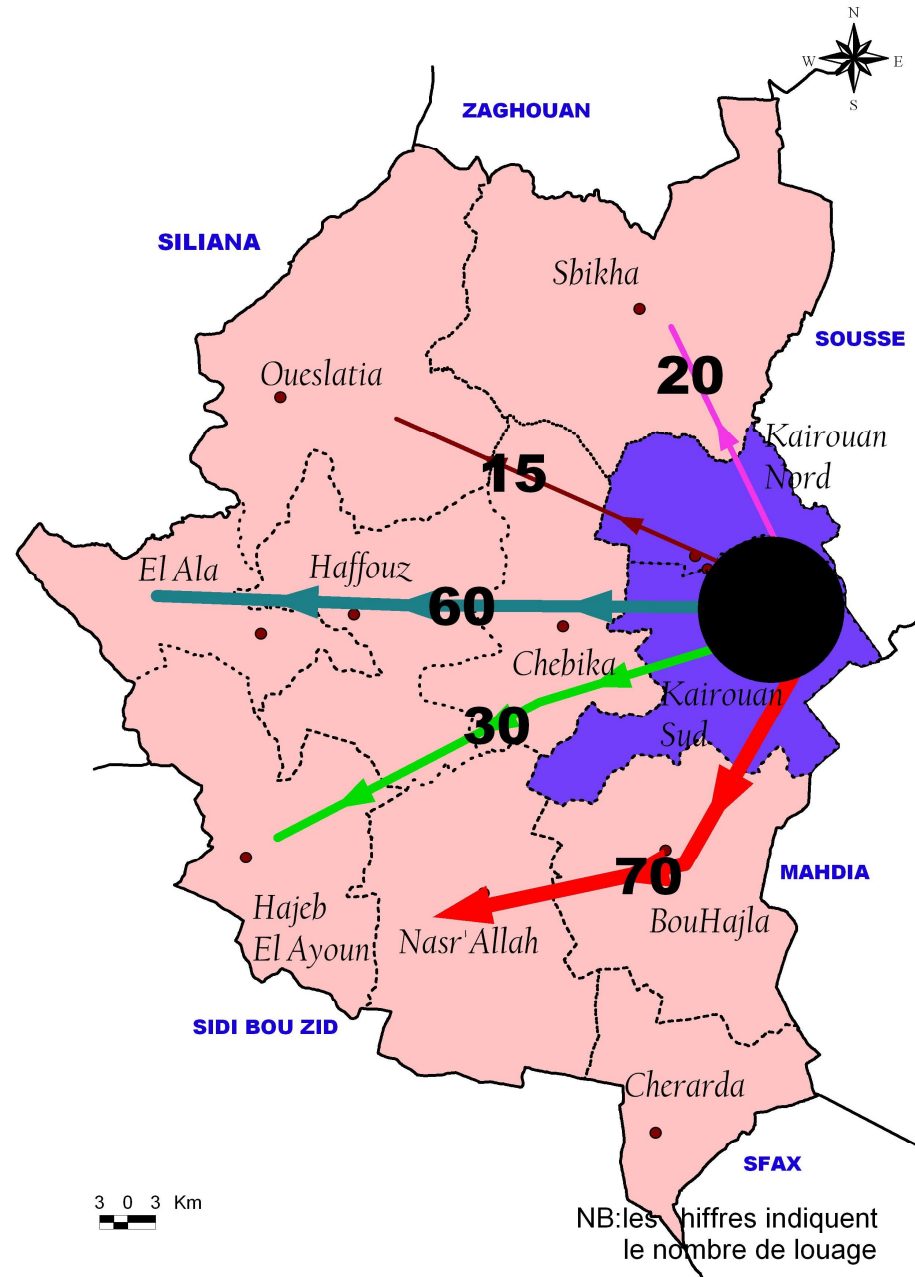 N
W E
S
ZAGHOUAN
SILIANA
Sbikha
SOUSSE
Oueslatia
20
Kairouan
Nord
15
El Ala
Haffouz
60
Chebika
Kairouan
Sud
30
MAHDIA
70
Hajeb
El Ayoun
Nasr'Allah
BouHajla
SIDI BOU ZID
Cherarda
SFAX
3 0 3 Km
NB:les chiffres indiquent
le nombre de louage